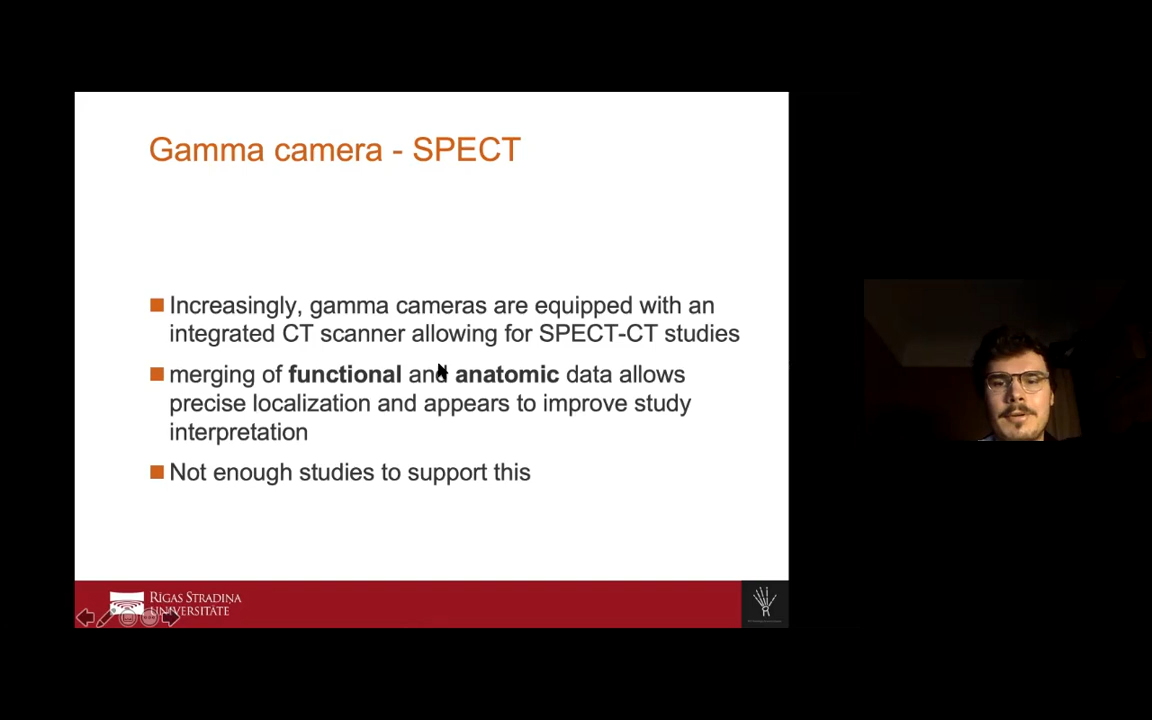 Gamma camera - SPECT
Increasingly, gamma cameras are equipped with an
integrated CT scanner allowing for SPECT-CT studies
merging of functional and anatomic data allows
precise localization and appears to improve study
interpretation
Not enough studies to support this
RĪGAS STRADIŅA
UNIVERSITĀTE